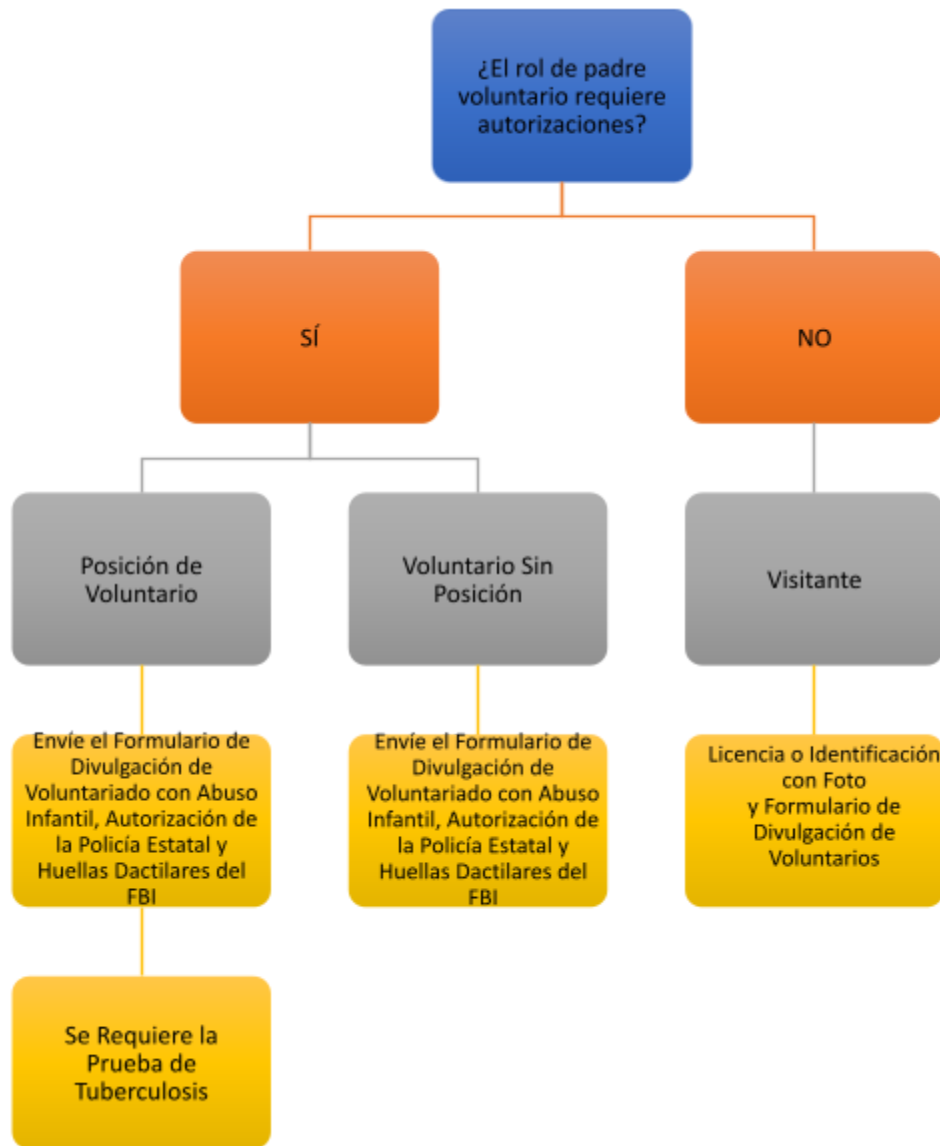 ¿El rol de padre
voluntario requiere
autorizaciones?
SÍ
NO
Posición de
Voluntario
Voluntario Sin
Posición
Visitante
Envíe el Formulario de
Divulgación de
Voluntariado con Abuso
Infantil, Autorización de
la Policía Estatal y
Huellas Dactilares del
FBI
Envíe el Formulario de
Divulgación de
Voluntariado con Abuso
Infantil, Autorización de
la Policía Estatal y
Huellas Dactilares del
FBI
Licencia o Identificación
con Foto
y Formulario de
Divulgación de
Voluntarios
Se Requiere la
Prueba de
Tuberculosis